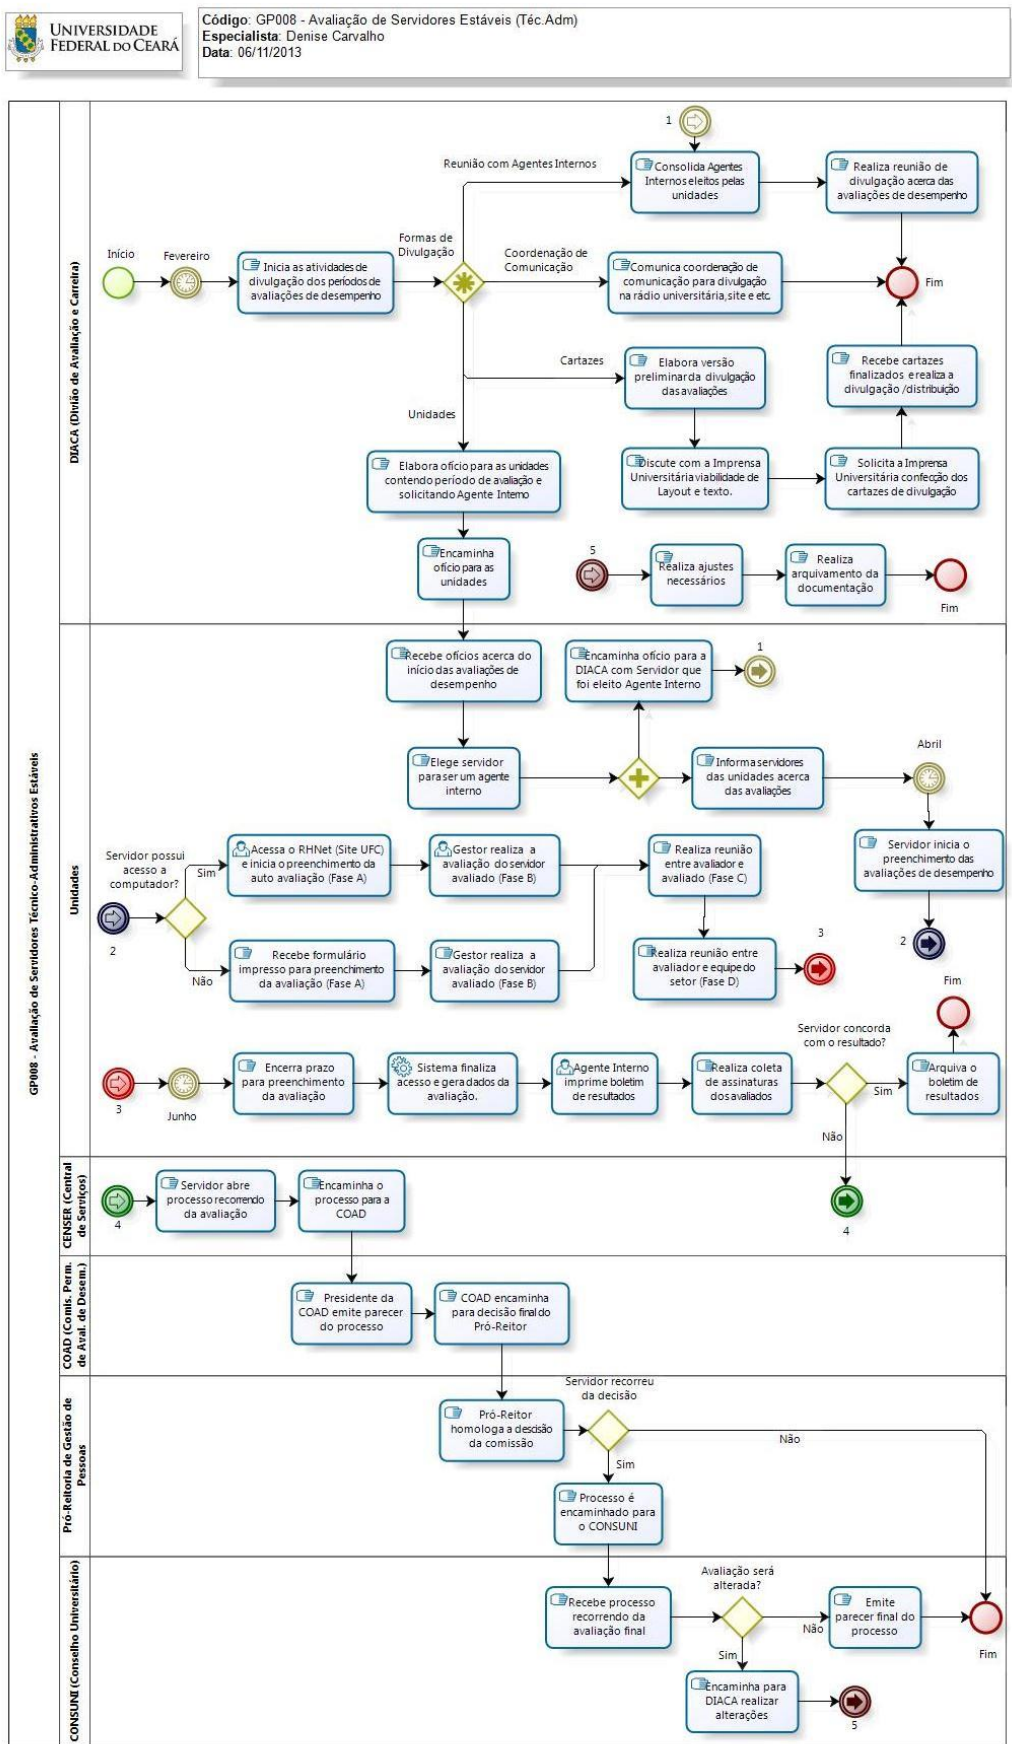 UNIVERSIDADE
FEDERAL DO CEARÁ
Código: GP008 - Avaliação de Servidores Estáveis (Téc.Adm)
Especialista: Denise Carvalho
Data: 06/11/2013
GP008 - Avaliação de Servidores Técnico-Administrativos Estáveis
DIACA (Divião de Avaliação e Carreira)
1
Reunião com Agentes Internos
Consolida Agentes
Internos eleitos pelas
unidades
Realiza reunião de
divulgação acerca das
avaliações de desempenho
Início
Fevereiro
Inicia as atividades de
divulgação dos períodos de
avaliações de desempenho
Formas de
Divulgação
Coordenação de
Comunicação
Comunica coordenação de
comunicação para divulgação
na rádio universitária, site e etc.
Fim
Cartazes
Elabora versão
preliminar da divulgação
das avaliações
Recebe cartazes
finalizados e realiza a
divulgação /distribuição
Unidades
Elabora ofício para as unidades
contendo período de avaliação e
solicitando Agente Interno
Discute com a Imprensa
Universitária viabilidade de
Layout e texto.
Solicita a Imprensa
Universitária confecção dos
cartazes de divulgação
Encaminha
ofício para as
unidades
5
Realiza ajustes
necessários
Realiza
arquivamento da
documentação
Fim
Unidades
Recebe ofícios acerca do
início das avaliações de
desempenho
Encaminha ofício para a
DIACA com Servidor que
foi eleito Agente Interno
1
Elege servidor
para ser um agente
interno
Informa servidores
das unidades acerca
das avaliações
Abril
Servidor possui
acesso a
computador?
Sim
Acessa o RHNet (Site UFC)
e inicia o preenchimento da
auto avaliação (Fase A)
Gestor realiza a
avaliação do servidor
avaliado (Fase B)
Realiza reunião
entre avaliador e
avaliado (Fase C)
Servidor inicia o
preenchimento das
avaliações de desempenho
2
Não
Recebe formulário
impresso para preenchimento
da avaliação (Fase A)
Gestor realiza a
avaliação do servidor
avaliado (Fase B)
Realiza reunião entre
avaliador e equipe do
setor (Fase D)
3
2
Fim
Servidor concorda
com o resultado?
3
Junho
Encerra prazo
para preenchimento
da avaliação
Sistema finaliza
acesso e gera dados da
avaliação.
Agente Interno
imprime boletim
de resultados
Realiza coleta
de assinaturas
dos avaliados
Sim
Arquiva o
boletim de
resultados
Não
CENSER (Central
de Serviços)
4
Servidor abre
processo recorrendo
da avaliação
Encaminha o
processo para a
COAD
4
COAD (Comis. Perm.
de Aval. de Desem.)
Presidente da
COAD emite parecer
do processo
COAD encaminha
para decisão final do
Pró-Reitor
Pró-Reitoria de Gestão de
Pessoas
Pró-Reitor
homologa a descisão
da comissão
Servidor recorreu
da decisão
Não
Sim
Processo é
encaminhado para
o CONSUNI
CONSUNI (Conselho Universitário)
Recebe processo
recorrendo da
avaliação final
Avaliação será
alterada?
Não
Emite
parecer final do
processo
Fim
Sim
Encaminha para
DIACA realizar
alterações
5